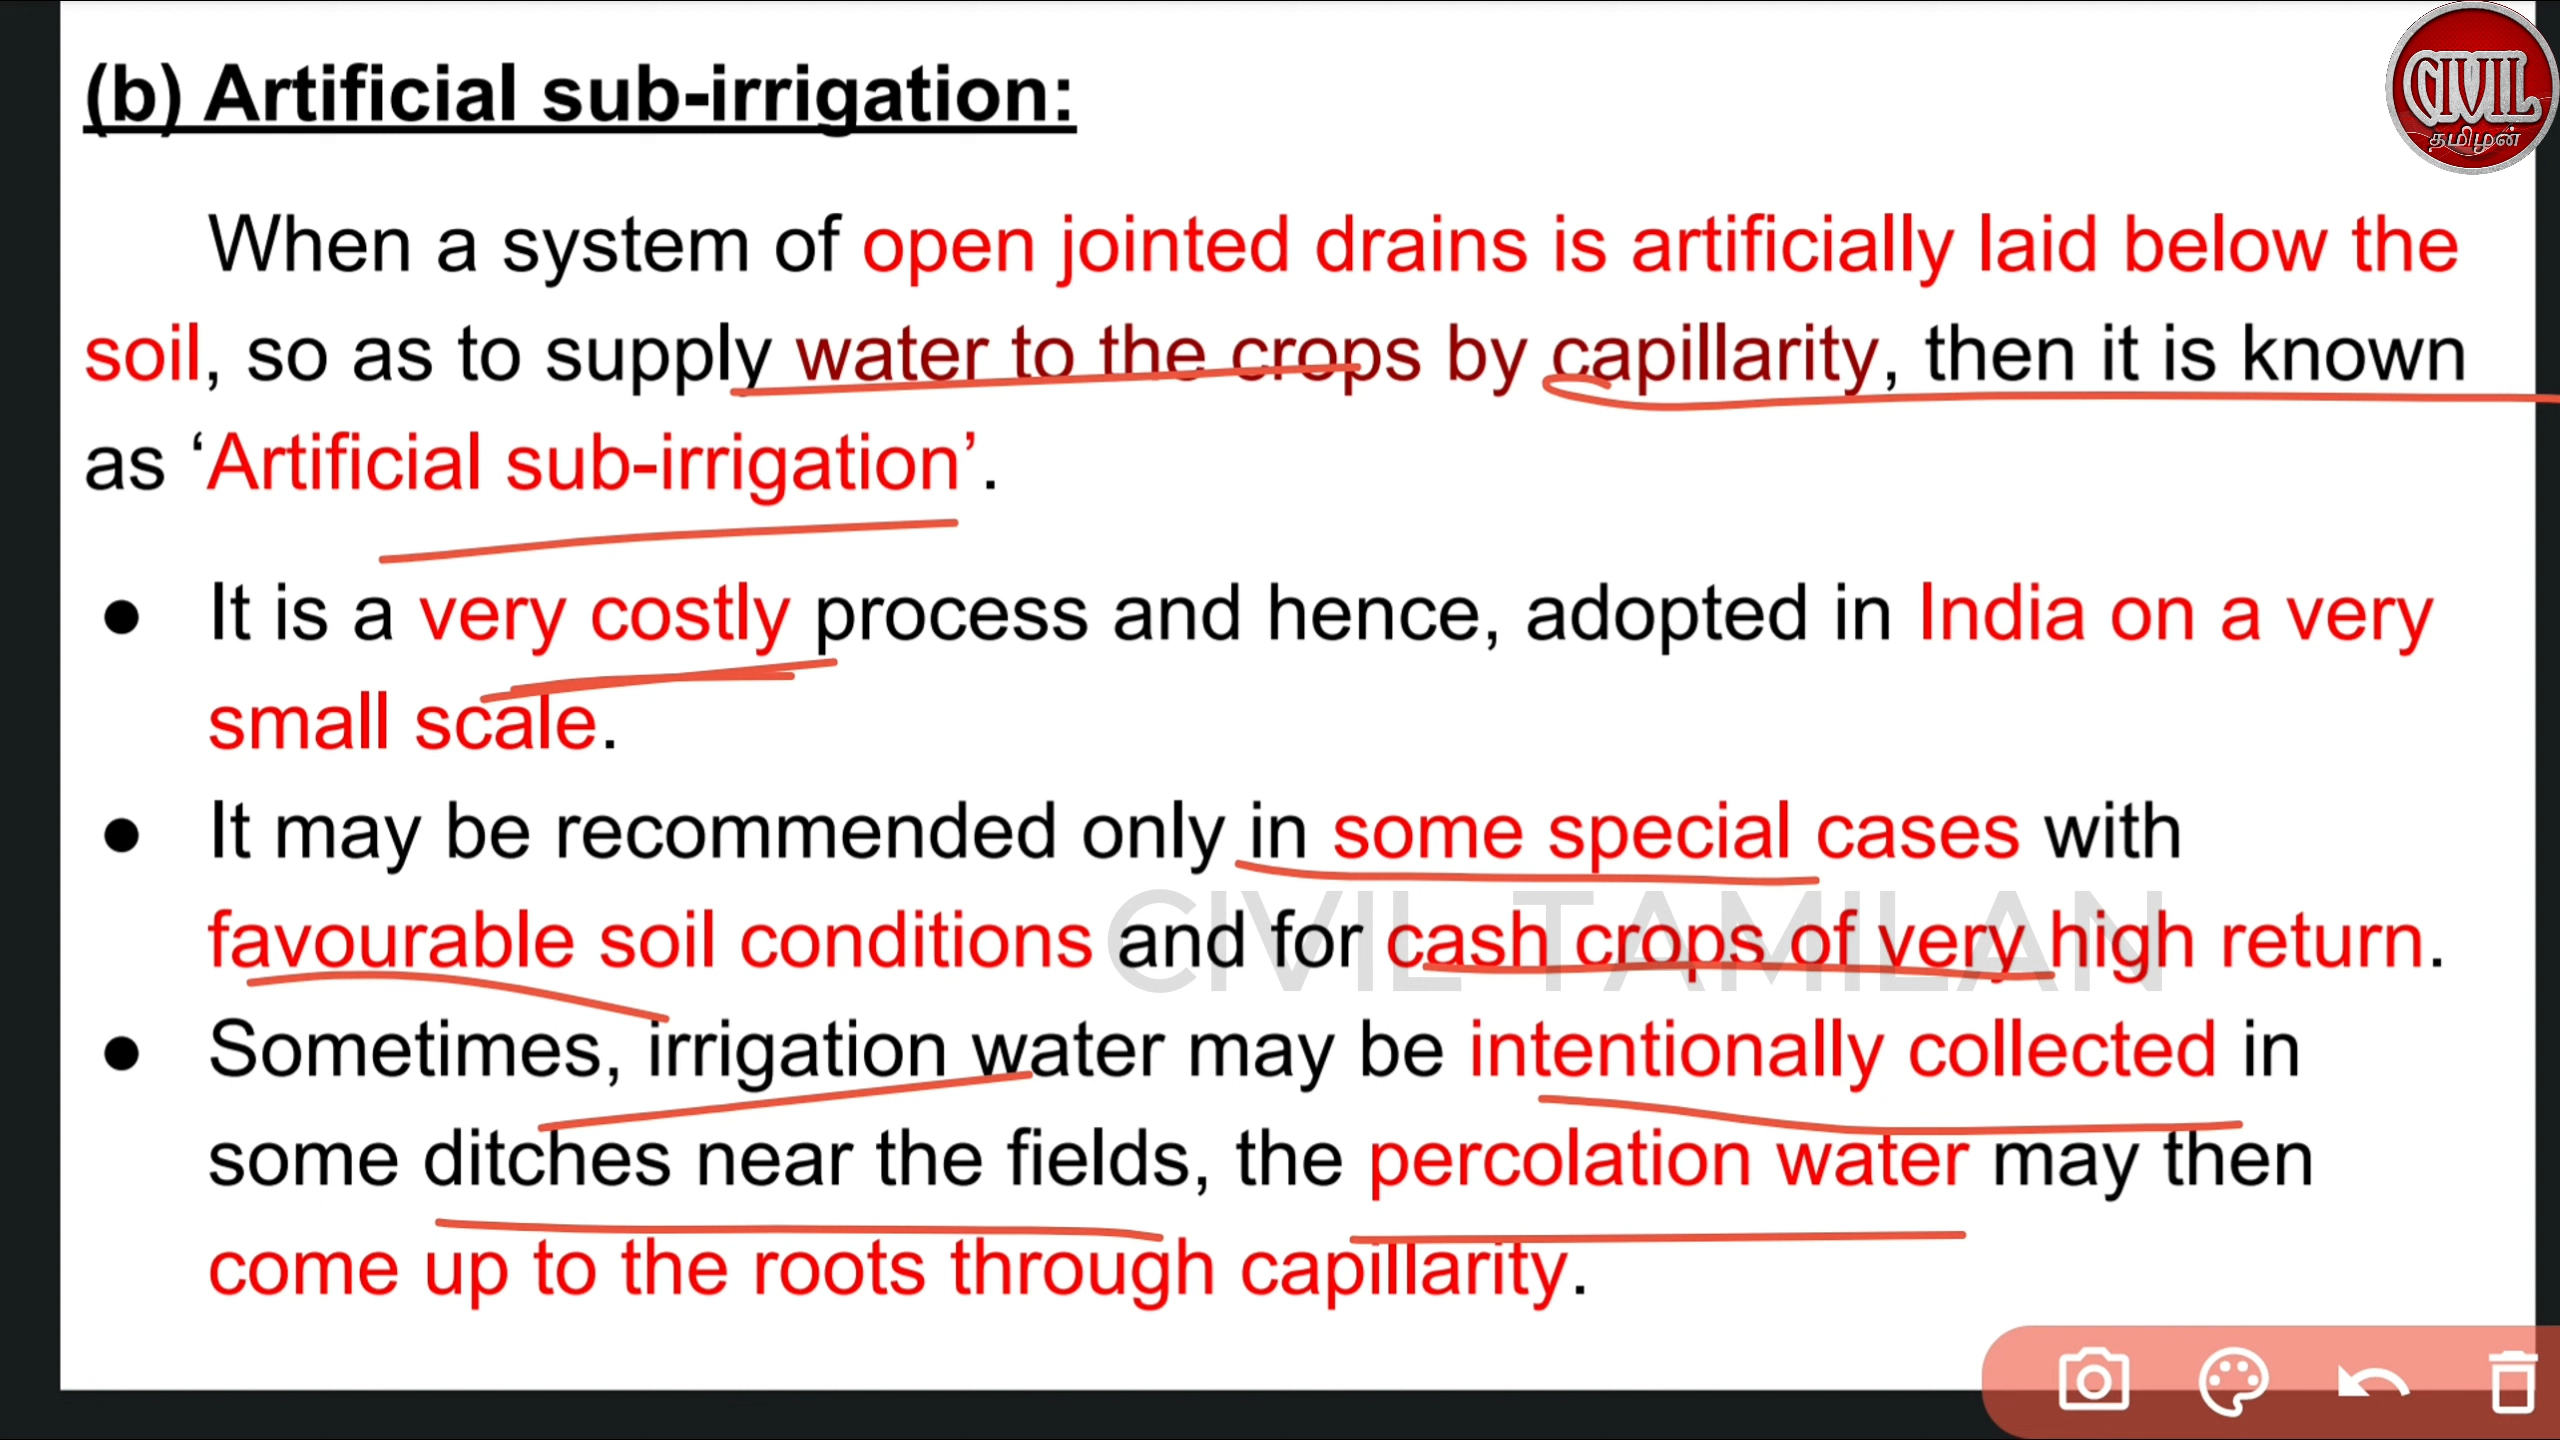 (b) Artificial sub-irrigation:
CIVIL
தமிழன்
When a system of open jointed drains is artificially laid below the
soil, so as to supply water to the crops by capillarity, then it is known
as ‘Artificial sub-irrigation’.
● It is a very costly process and hence, adopted in India on a very
small scale.
● It may be recommended only in some special cases with
favourable soil conditions and for cash crops of very high return.
CIVIL TAMILAN
● Sometimes, irrigation water may be intentionally collected in
some ditches near the fields, the percolation water may then
come up to the roots through capillarity.